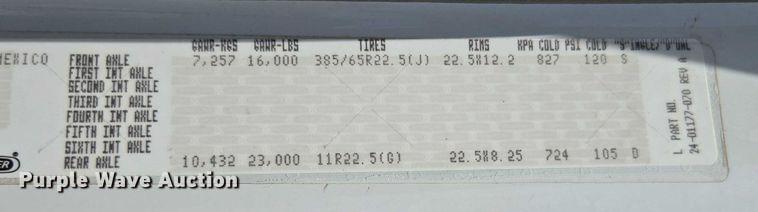 GAWR-KGS GAWR-LBS TIRES RIMS KPA COLD PSI COLD "S"INGLE/"D"UAL
MEXICO FRONT AXLE 7,257 16,000 385/65R22.5(J) 22.5X12.2 827 120 S
FIRST INT AXLE
SECOND INT AXLE
THIRD INT AXLE
FOURTH INT AXLE
FIFTH INT AXLE
SIXTH INT AXLE
REAR AXLE 10,432 23,000 11R22.5(G) 22.5X8.25 724 105 D
L PART NO.
24-01177-070 REV A
Purple Wave Auction